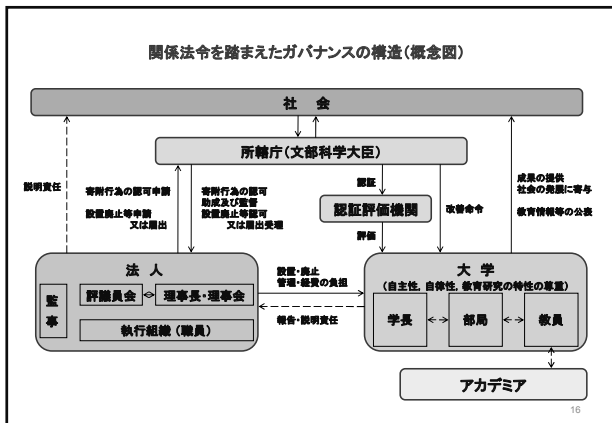 関係法令を踏まえたガバナンスの構造(概念図)
社 会
所轄庁(文部科学大臣)
説明責任
寄附行為の認可申請
設置廃止等申請
又は届出
寄附行為の認可
助成及び監督
設置廃止等認可
又は届出受理
認証
認証評価機関
評価
改善命令
成果の提供
社会の発展に寄与
教育情報等の公表
法 人
監事
評議員会
理事長・理事会
執行組織(職員)
設置・廃止
管理・経費の負担
報告・説明責任
大 学
(自主性, 自律性, 教育研究の特性の尊重)
学長
部局
教員
アカデミア
16